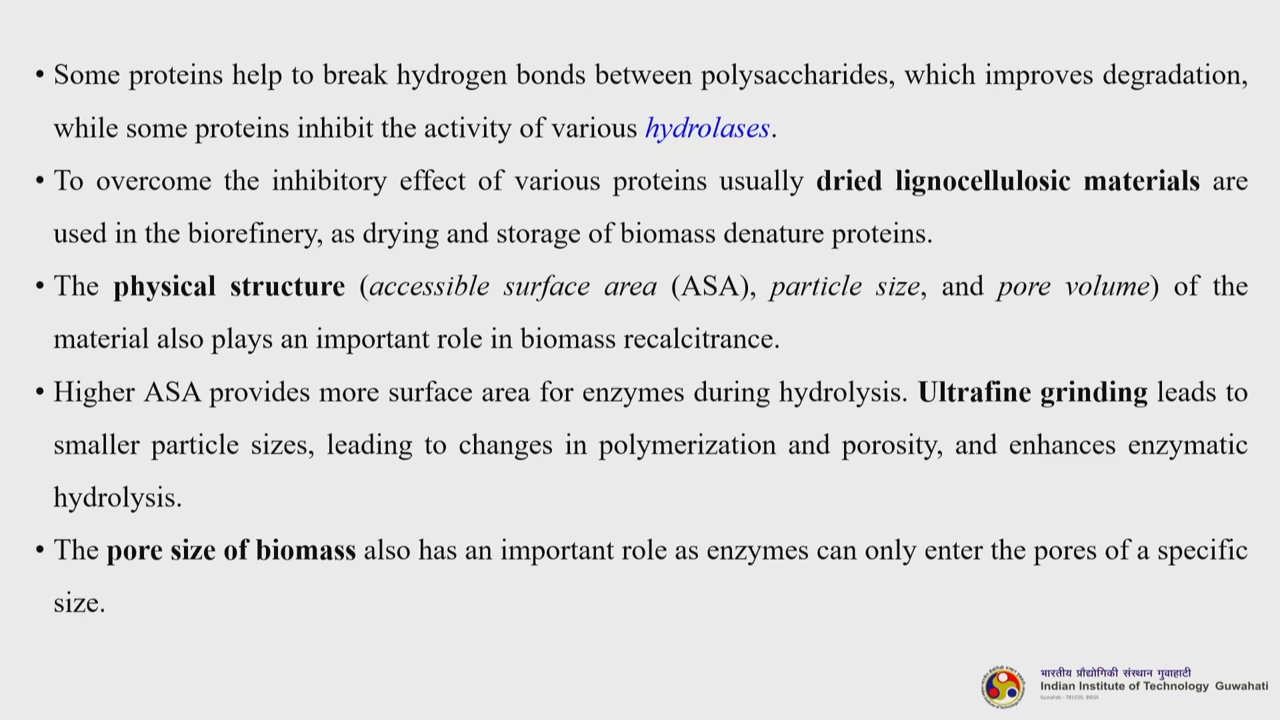 • Some proteins help to break hydrogen bonds between polysaccharides, which improves degradation,
while some proteins inhibit the activity of various hydrolases.
• To overcome the inhibitory effect of various proteins usually dried lignocellulosic materials are
used in the biorefinery, as drying and storage of biomass denature proteins.
• The physical structure (accessible surface area (ASA), particle size, and pore volume) of the
material also plays an important role in biomass recalcitrance.
• Higher ASA provides more surface area for enzymes during hydrolysis. Ultrafine grinding leads to
smaller particle sizes, leading to changes in polymerization and porosity, and enhances enzymatic
hydrolysis.
• The pore size of biomass also has an important role as enzymes can only enter the pores of a specific
size.
भारतीय प्रौद्योगिकी संस्थान गुवाहाटी
Indian Institute of Technology Guwahati
Guwahati - 781039, INDIA